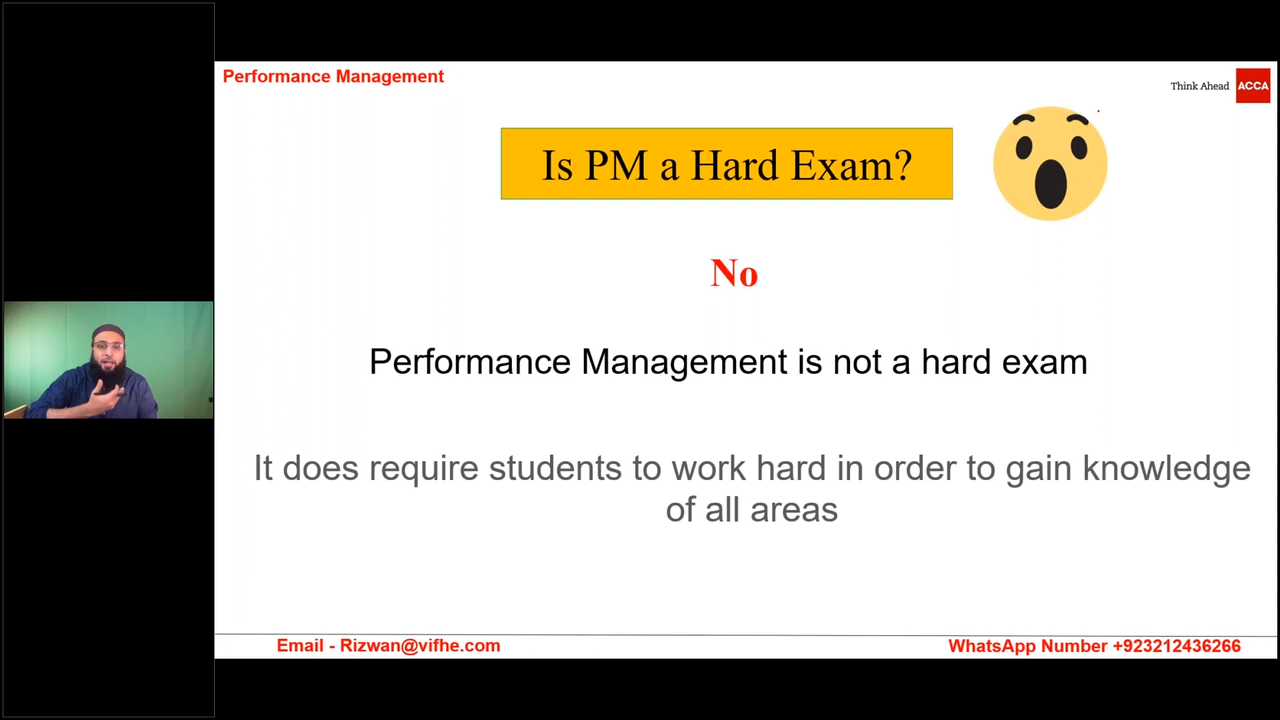 Performance Management
Think Ahead ACCA
Is PM a Hard Exam?
No
Performance Management is not a hard exam
It does require students to work hard in order to gain knowledge
of all areas
Email - Rizwan@vifhe.com
WhatsApp Number +923212436266